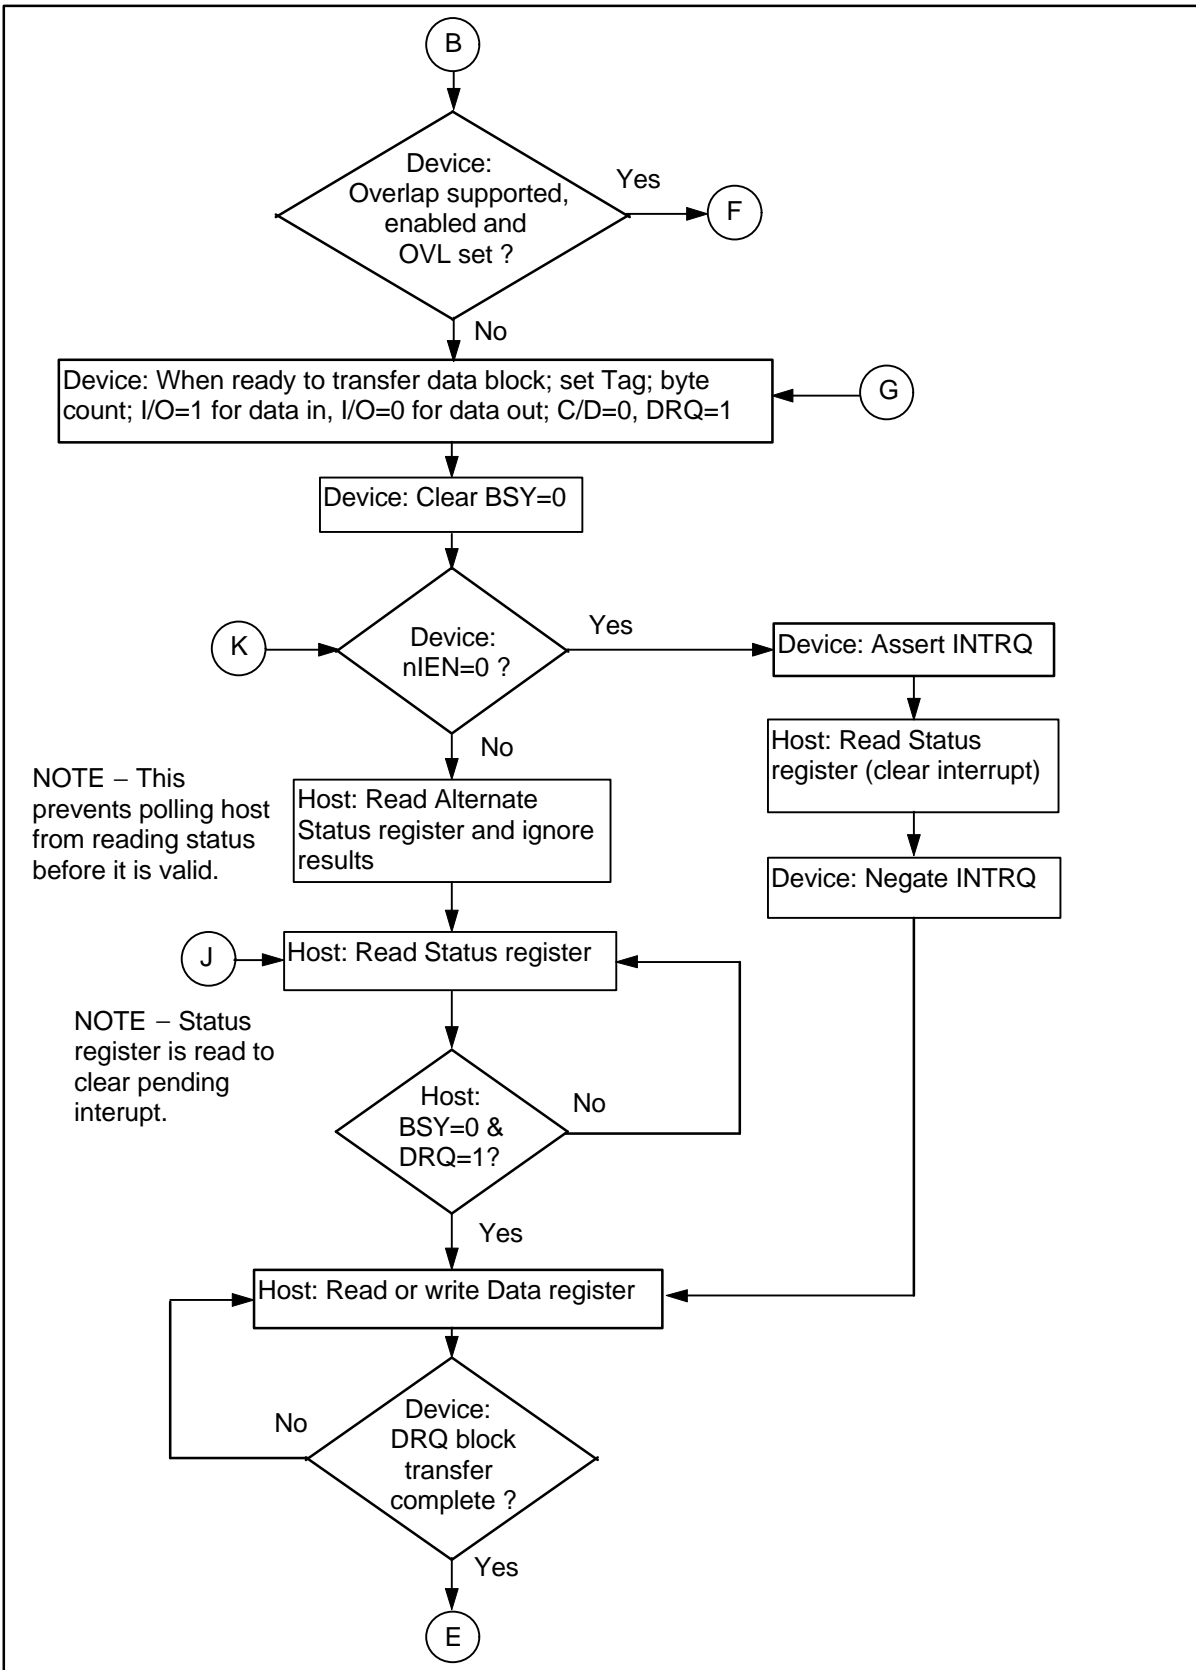 B
Device:
Overlap supported,
enabled and
OVL set ?
Yes
F
No
Device: When ready to transfer data block; set Tag; byte
count; I/O=1 for data in, I/O=0 for data out; C/D=0, DRQ=1
G
Device: Clear BSY=0
K
Device:
nIEN=0 ?
Yes
Device: Assert INTRQ
No
Host: Read Status
register (clear interrupt)
NOTE – This
prevents polling host
from reading status
before it is valid.
Host: Read Alternate
Status register and ignore
results
Device: Negate INTRQ
J
Host: Read Status register
NOTE – Status
register is read to
clear pending
interupt.
Host:
BSY=0 &
DRQ=1?
No
Yes
Host: Read or write Data register
No
Device:
DRQ block
transfer
complete ?
Yes
E